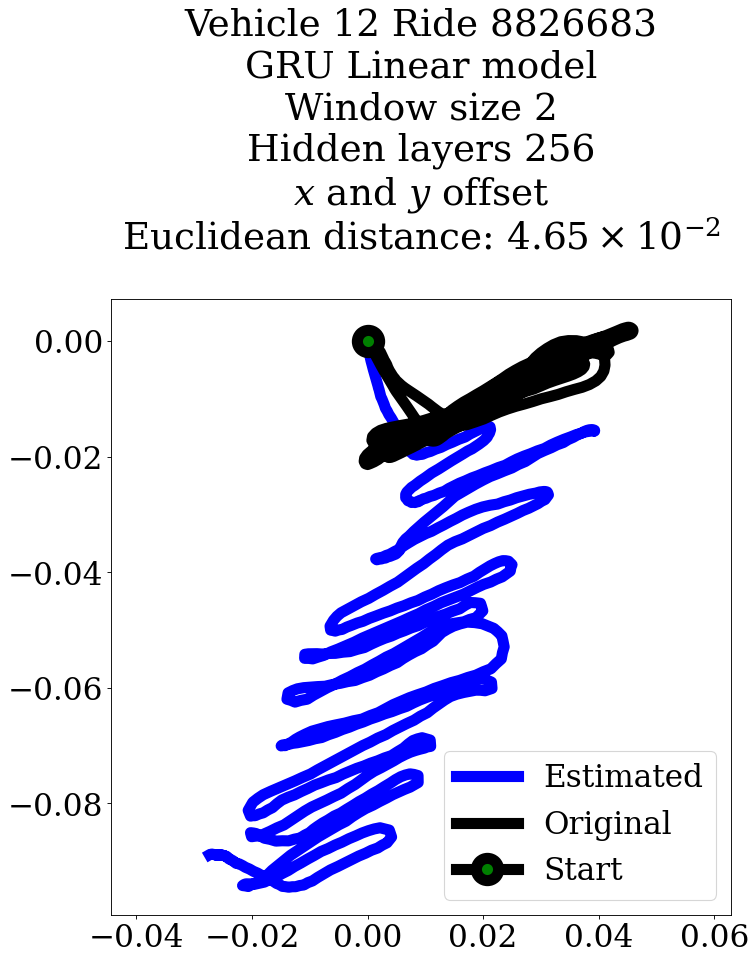 Vehicle 12 Ride 8826683
GRU Linear model
Window size 2
Hidden layers 256
x and y offset
Euclidean distance: 4.65 × 10⁻²
0.00
−0.02
−0.04
−0.06
−0.08
Estimated
Original
Start
−0.04 −0.02 0.00 0.02 0.04 0.06